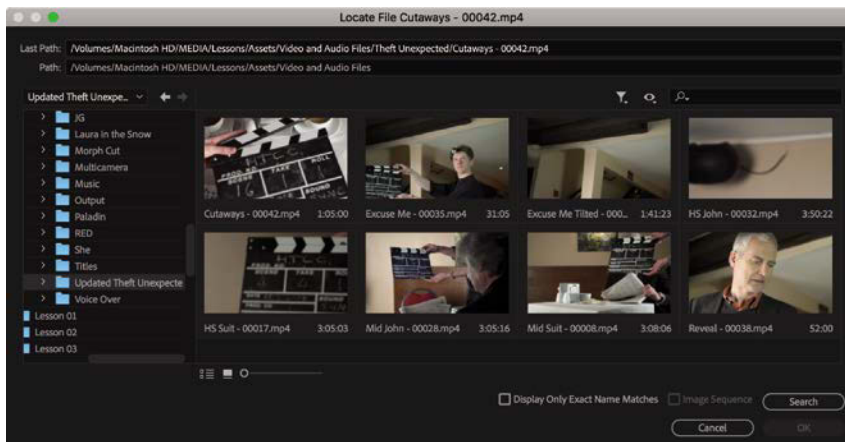 Locate File Cutaways - 00042.mp4
Last Path: /Volumes/Macintosh HD/MEDIA/Lessons/Assets/Video and Audio Files/Theft Unexpected/Cutaways - 00042.mp4
Path: /Volumes/Macintosh HD/MEDIA/Lessons/Assets/Video and Audio Files
Updated Theft Unexpe...
JG
Laura in the Snow
Morph Cut
Multicamera
Music
Output
Paladin
RED
She
Titles
Updated Theft Unexpecte
Voice Over
Lesson 01
Lesson 02
Lesson 03
Cutaways - 00042.mp4 1:05:00
Excuse Me - 00035.mp4 31:05
Excuse Me Tilted - 000... 1:41:23
HS John - 00032.mp4 3:50:22
HS Suit - 00017.mp4 3:05:03
Mid John - 00028.mp4 3:05:16
Mid Suit - 00008.mp4 3:08:06
Reveal - 00038.mp4 52:00
Display Only Exact Name Matches
Image Sequence
Search
Cancel
OK